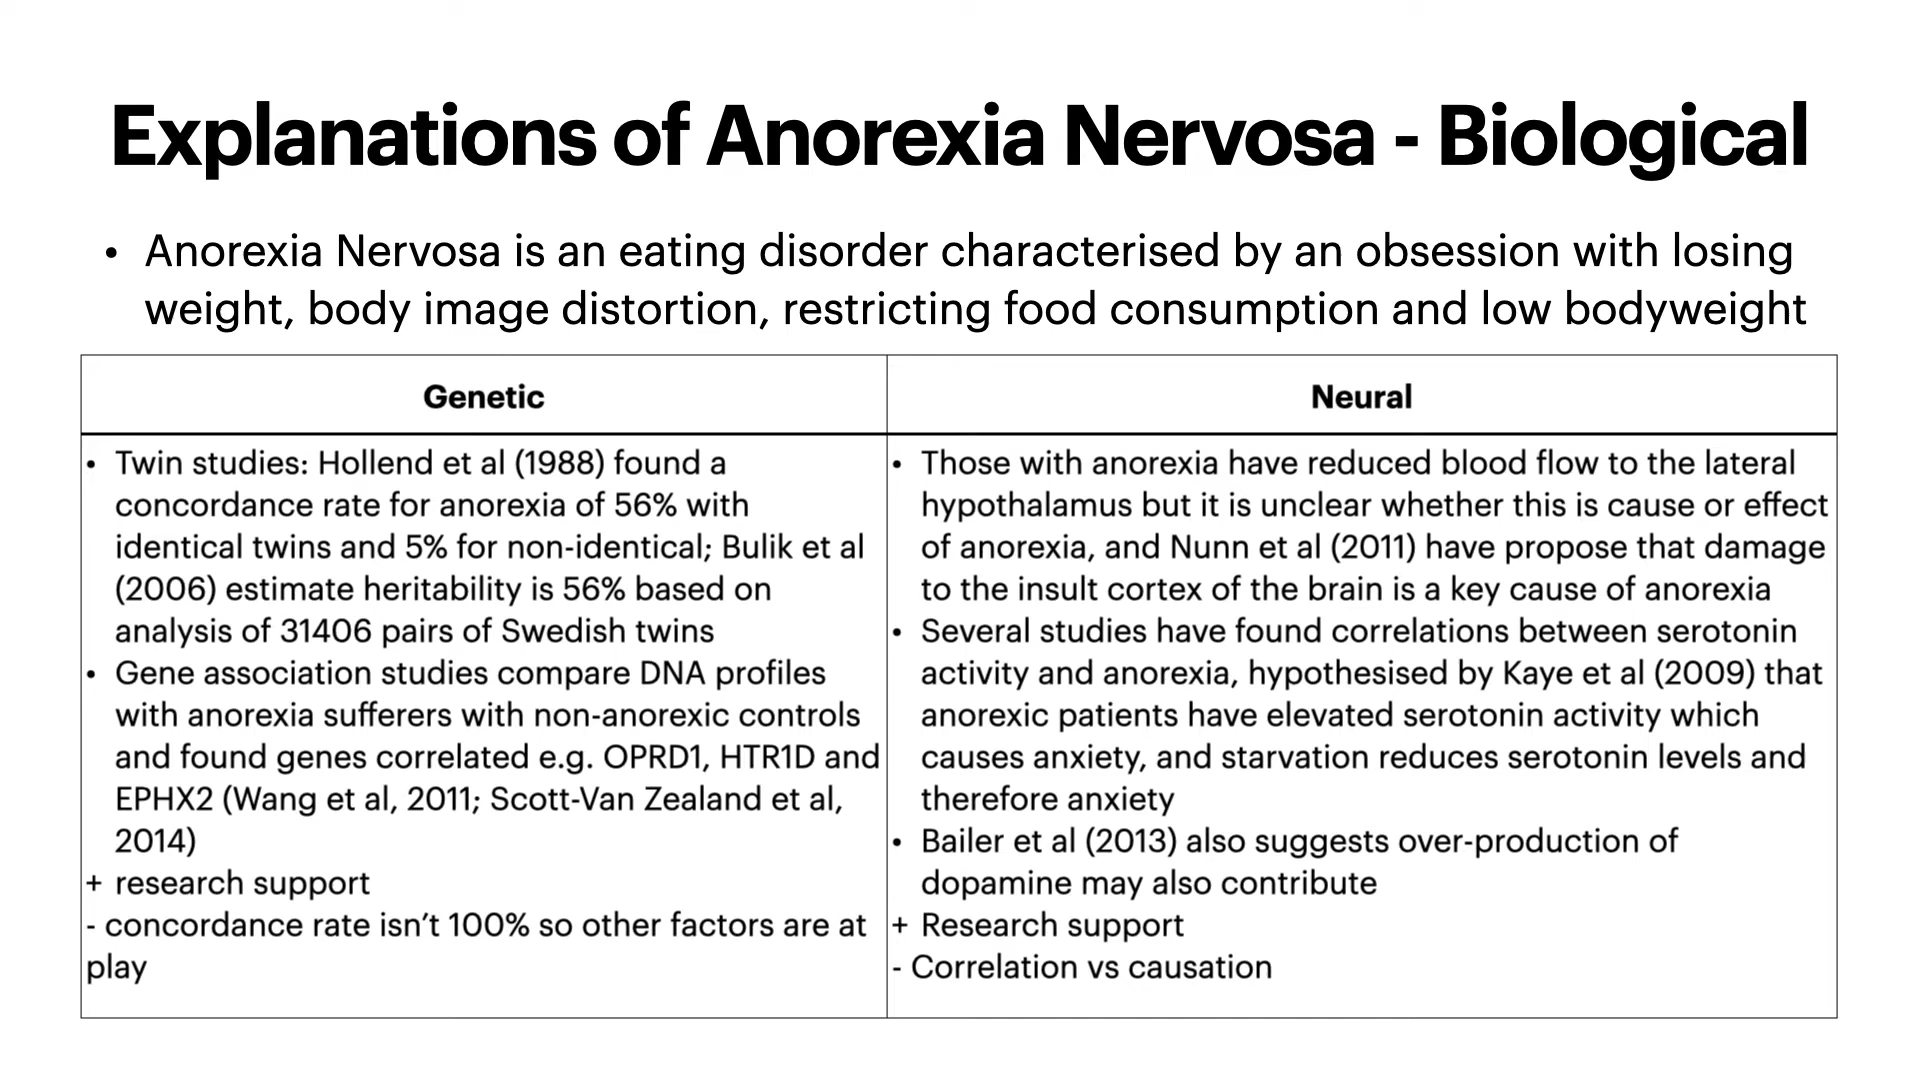 Explanations of Anorexia Nervosa - Biological
• Anorexia Nervosa is an eating disorder characterised by an obsession with losing
weight, body image distortion, restricting food consumption and low bodyweight
Genetic
• Twin studies: Hollend et al (1988) found a
concordance rate for anorexia of 56% with
identical twins and 5% for non-identical; Bulik et al
(2006) estimate heritability is 56% based on
analysis of 31406 pairs of Swedish twins
• Gene association studies compare DNA profiles
with anorexia sufferers with non-anorexic controls
and found genes correlated e.g. OPRD1, HTR1D and
EPHX2 (Wang et al, 2011; Scott-Van Zealand et al,
2014)
+ research support
- concordance rate isn’t 100% so other factors are at
play
Neural
• Those with anorexia have reduced blood flow to the lateral
hypothalamus but it is unclear whether this is cause or effect
of anorexia, and Nunn et al (2011) have propose that damage
to the insult cortex of the brain is a key cause of anorexia
• Several studies have found correlations between serotonin
activity and anorexia, hypothesised by Kaye et al (2009) that
anorexic patients have elevated serotonin activity which
causes anxiety, and starvation reduces serotonin levels and
therefore anxiety
• Bailer et al (2013) also suggests over-production of
dopamine may also contribute
+ Research support
- Correlation vs causation